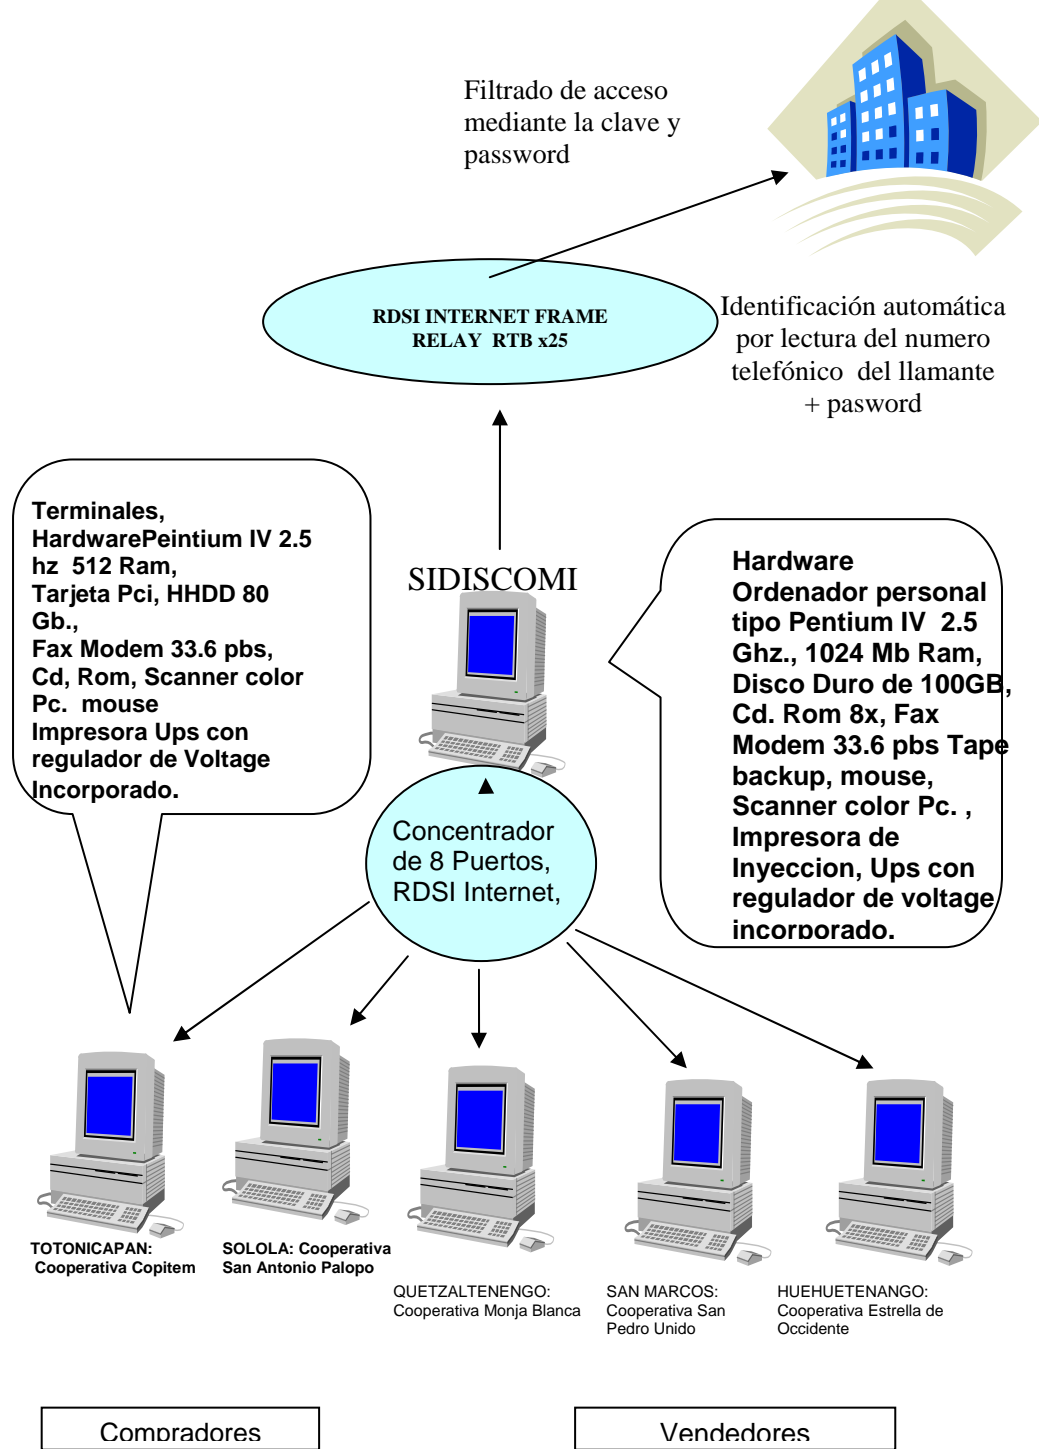 Filtrado de acceso
mediante la clave y
password
RDSI INTERNET FRAME
RELAY RTB x25
Identificación automática
por lectura del numero
telefónico del llamante
+ pasword
Terminales,
HardwarePeintium IV 2.5
hz 512 Ram,
Tarjeta Pci, HHDD 80
Gb.,
Fax Modem 33.6 pbs,
Cd, Rom, Scanner color
Pc. mouse
Impresora Ups con
regulador de Voltage
Incorporado.
SIDISCOMI
Hardware
Ordenador personal
tipo Pentium IV 2.5
Ghz., 1024 Mb Ram,
Disco Duro de 100GB,
Cd. Rom 8x, Fax
Modem 33.6 pbs Tape
backup, mouse,
Scanner color Pc. ,
Impresora de
Inyeccion, Ups con
regulador de voltage
incorporado.
Concentrador
de 8 Puertos,
RDSI Internet,
TOTONICAPAN:
Cooperativa Copitem
SOLOLA: Cooperativa
San Antonio Palopo
QUETZALTENENGO:
Cooperativa Monja Blanca
SAN MARCOS:
Cooperativa San
Pedro Unido
HUEHUETENANGO:
Cooperativa Estrella de
Occidente
Compradores
Vendedores